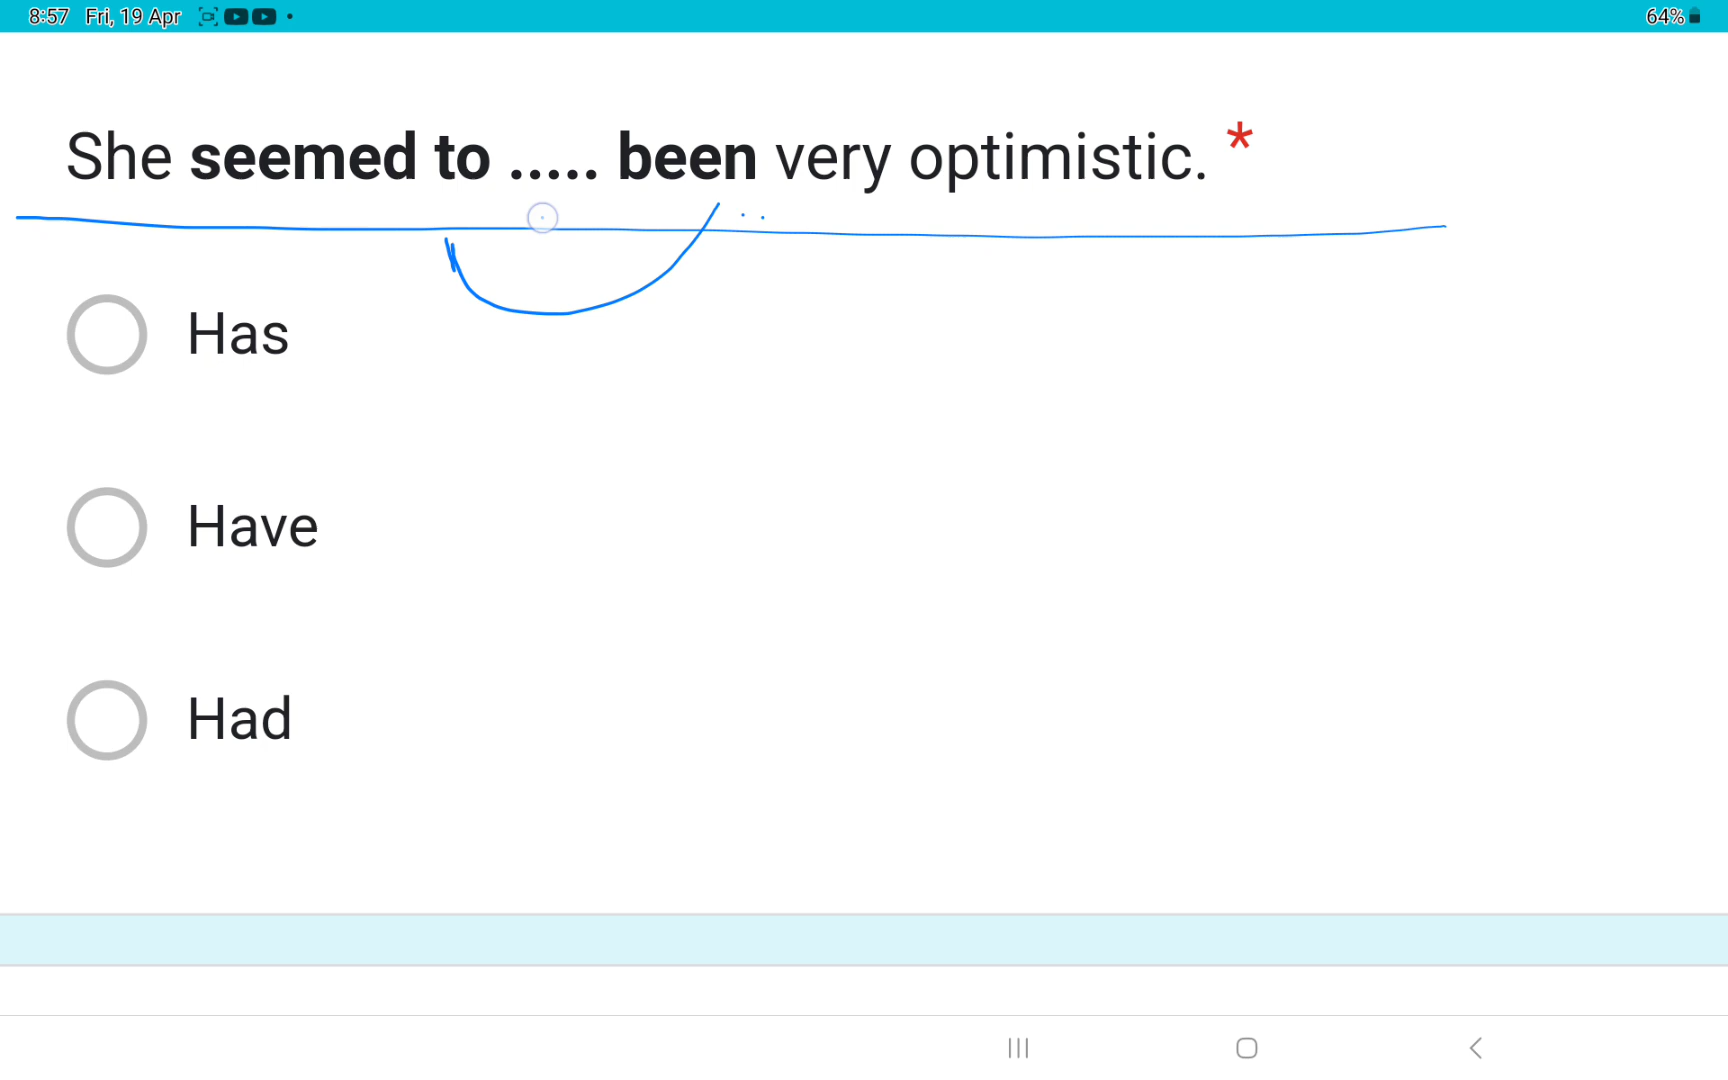 8:57 Fri, 19 Apr 64%
She seemed to ..... been very optimistic. *
Has
Have
Had